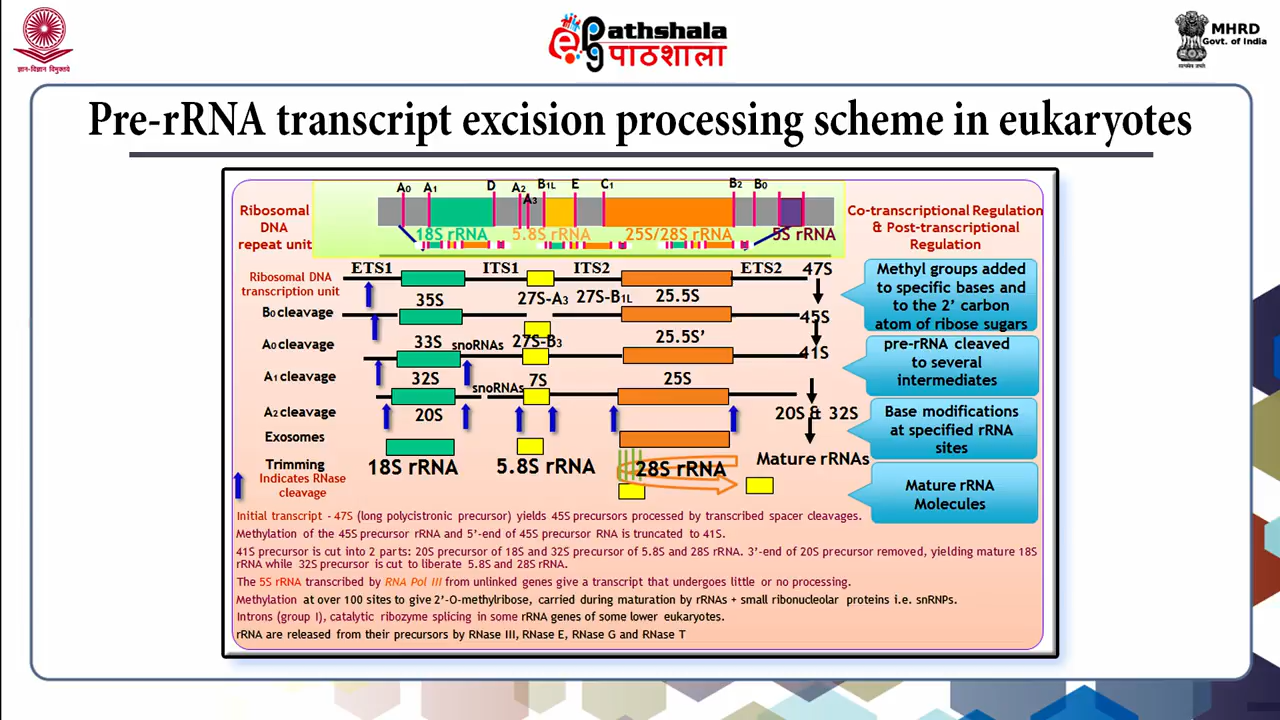 ज्ञान-विज्ञान विमुक्तये
ePathshala
पाठशाला
MHRD
Govt. of India
Pre-rRNA transcript excision processing scheme in eukaryotes
Ribosomal DNA repeat unit
A0 A1 D A2 A3 B1L E C1 B2 B0
18S rRNA 5.8S rRNA 25S/28S rRNA 5S rRNA
Co-transcriptional Regulation
& Post-transcriptional
Regulation
Ribosomal DNA
transcription unit
ETS1 ITS1 ITS2 ETS2 47S
35S 27S-A3 27S-B1L 25.5S
B0 cleavage
45S
33S snoRNAs 27S-B3 25.5S'
A0 cleavage
41S
A1 cleavage
32S snoRNAs 7S 25S
A2 cleavage
20S 20S & 32S
Exosomes
Trimming
18S rRNA 5.8S rRNA 28S rRNA Mature rRNAs
Indicates RNase
cleavage
Methyl groups added
to specific bases and
to the 2' carbon
atom of ribose sugars
pre-rRNA cleaved
to several
intermediates
Base modifications
at specified rRNA
sites
Mature rRNA
Molecules
Initial transcript - 47S (long polycistronic precursor) yields 45S precursors processed by transcribed spacer cleavages.
Methylation of the 45S precursor rRNA and 5'-end of 45S precursor RNA is truncated to 41S.
41S precursor is cut into 2 parts: 20S precursor of 18S and 32S precursor of 5.8S and 28S rRNA. 3'-end of 20S precursor removed, yielding mature 18S
rRNA while 32S precursor is cut to liberate 5.8S and 28S rRNA.
The 5S rRNA transcribed by RNA Pol III from unlinked genes give a transcript that undergoes little or no processing.
Methylation at over 100 sites to give 2'-O-methylribose, carried during maturation by rRNAs + small ribonucleolar proteins i.e. snRNPs.
Introns (group I), catalytic ribozyme splicing in some rRNA genes of some lower eukaryotes.
rRNA are released from their precursors by RNase III, RNase E, RNase G and RNase T